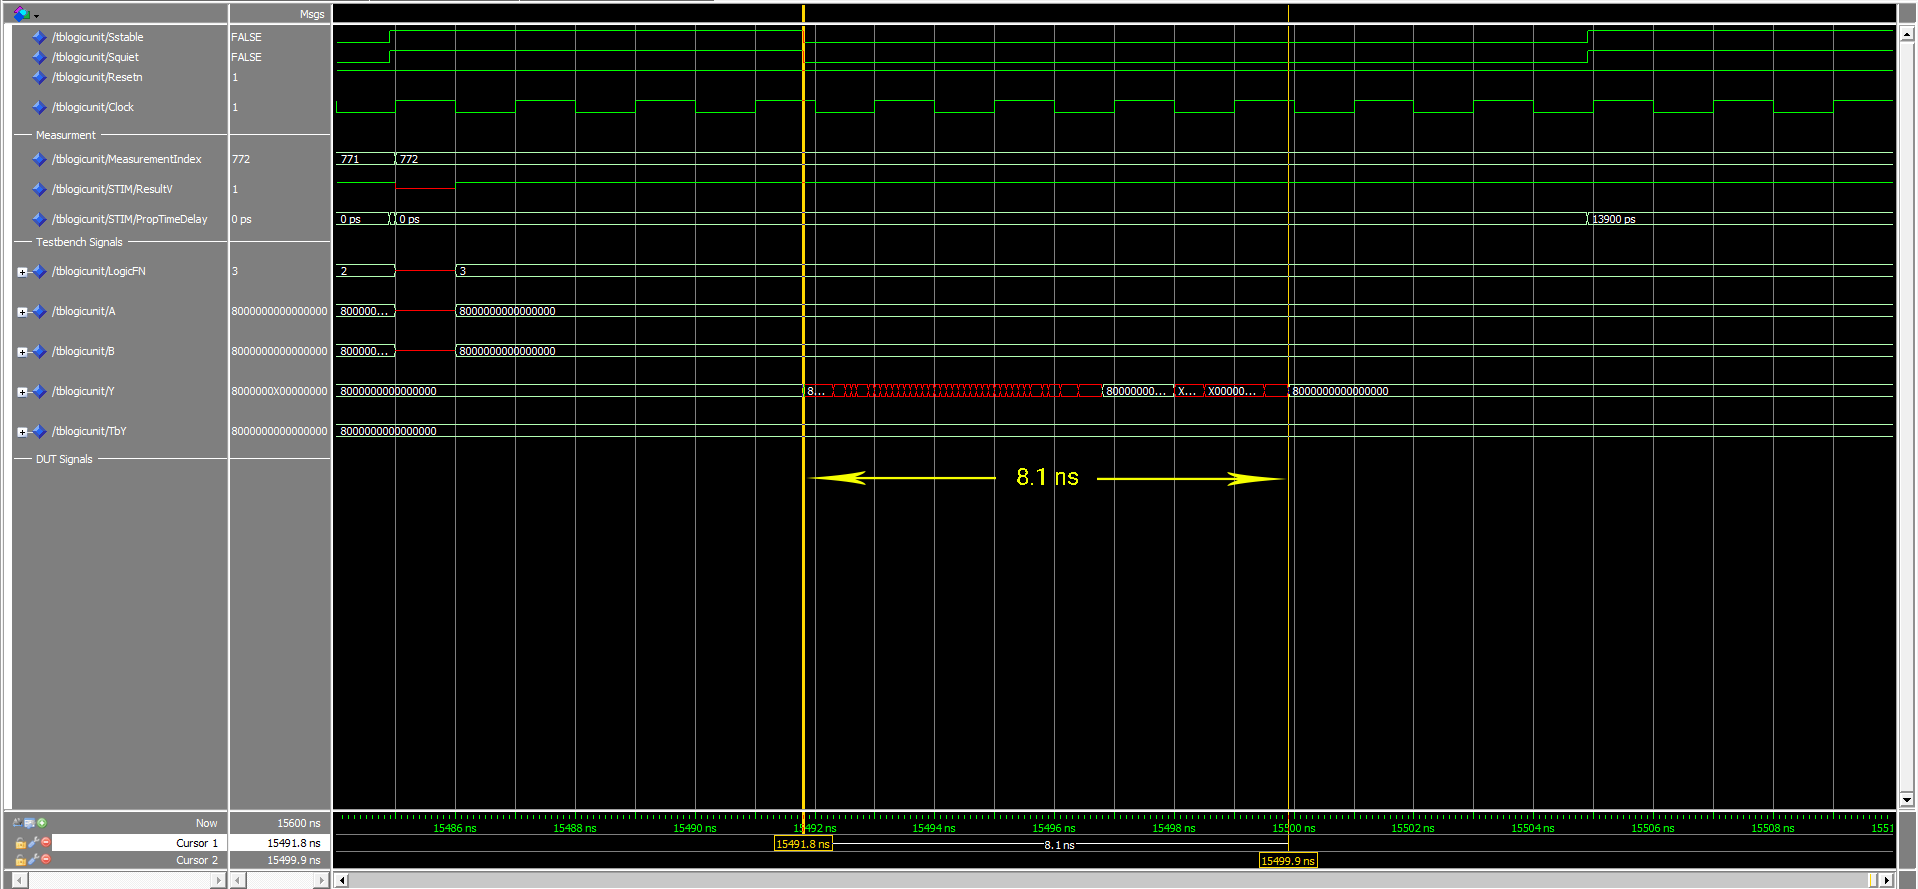 Msgs
/tblogicunit/Sstable FALSE
/tblogicunit/Squiet FALSE
/tblogicunit/Resetn 1
/tblogicunit/Clock 1
Measurment
/tblogicunit/MeasurementIndex 772 771 772
/tblogicunit/STIM/ResultV 1
/tblogicunit/STIM/PropTimeDelay 0 ps 0 ps 0 ps 13900 ps
Testbench Signals
/tblogicunit/LogicFN 3 2 3
/tblogicunit/A 8000000000000000 800000... 8000000000000000
/tblogicunit/B 8000000000000000 800000... 8000000000000000
/tblogicunit/Y 8000000X00000000 8000000000000000 8... 80000000... X... X00000... 8000000000000000
/tblogicunit/TbY 8000000000000000 8000000000000000
DUT Signals
8.1 ns
Now 15600 ns 15486 ns 15488 ns 15490 ns 15492 ns 15494 ns 15496 ns 15498 ns 15500 ns 15502 ns 15504 ns 15506 ns 15508 ns 1551
Cursor 1 15491.8 ns 15491.8 ns 8.1 ns
Cursor 2 15499.9 ns 15499.9 ns